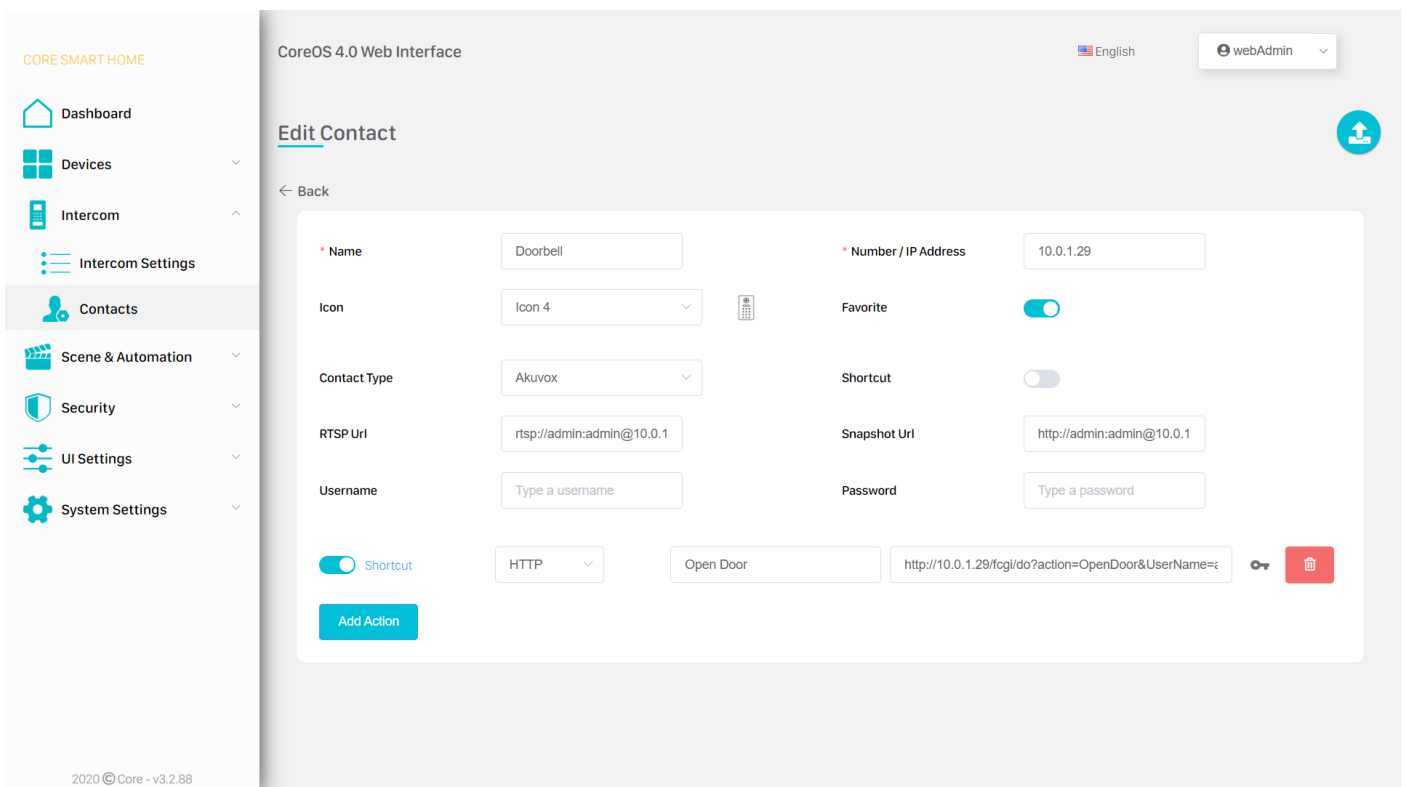 CORE SMART HOME
Dashboard
Devices
Intercom
Intercom Settings
Contacts
Scene & Automation
Security
UI Settings
System Settings
2020 © Core - v3.2.88
CoreOS 4.0 Web Interface
English
webAdmin
Edit Contact
← Back
* Name
Doorbell
* Number / IP Address
10.0.1.29
Icon
Icon 4
Favorite
Contact Type
Akuvox
Shortcut
RTSP Url
rtsp://admin:admin@10.0.1
Snapshot Url
http://admin:admin@10.0.1
Username
Type a username
Password
Type a password
Shortcut
HTTP
Open Door
http://10.0.1.29/fcgi/do?action=OpenDoor&UserName=
Add Action